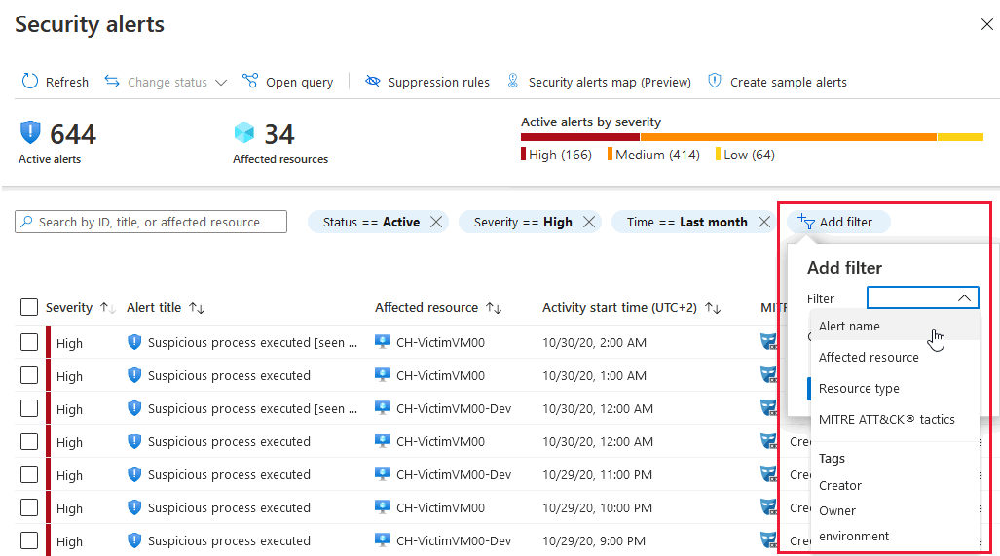 Security alerts
Refresh Change status Open query Suppression rules Security alerts map (Preview) Create sample alerts
644 Active alerts
34 Affected resources
Active alerts by severity
High (166) Medium (414) Low (64)
Search by ID, title, or affected resource Status == Active Severity == High Time == Last month Add filter
Add filter
Filter
Alert name
Affected resource
Resource type
MITRE ATT&CK® tactics
Tags
Creator
Owner
environment
Severity Alert title Affected resource Activity start time (UTC+2)
High Suspicious process executed [seen ... CH-VictimVM00 10/30/20, 2:00 AM
High Suspicious process executed CH-VictimVM00 10/30/20, 1:00 AM
High Suspicious process executed [seen ... CH-VictimVM00-Dev 10/30/20, 12:00 AM
High Suspicious process executed CH-VictimVM00 10/30/20, 12:00 AM Cre
High Suspicious process executed CH-VictimVM00-Dev 10/29/20, 11:00 PM Cre
High Suspicious process executed CH-VictimVM00 10/29/20, 10:00 PM Cre
High Suspicious process executed CH-VictimVM00-Dev 10/29/20, 9:00 PM Cre